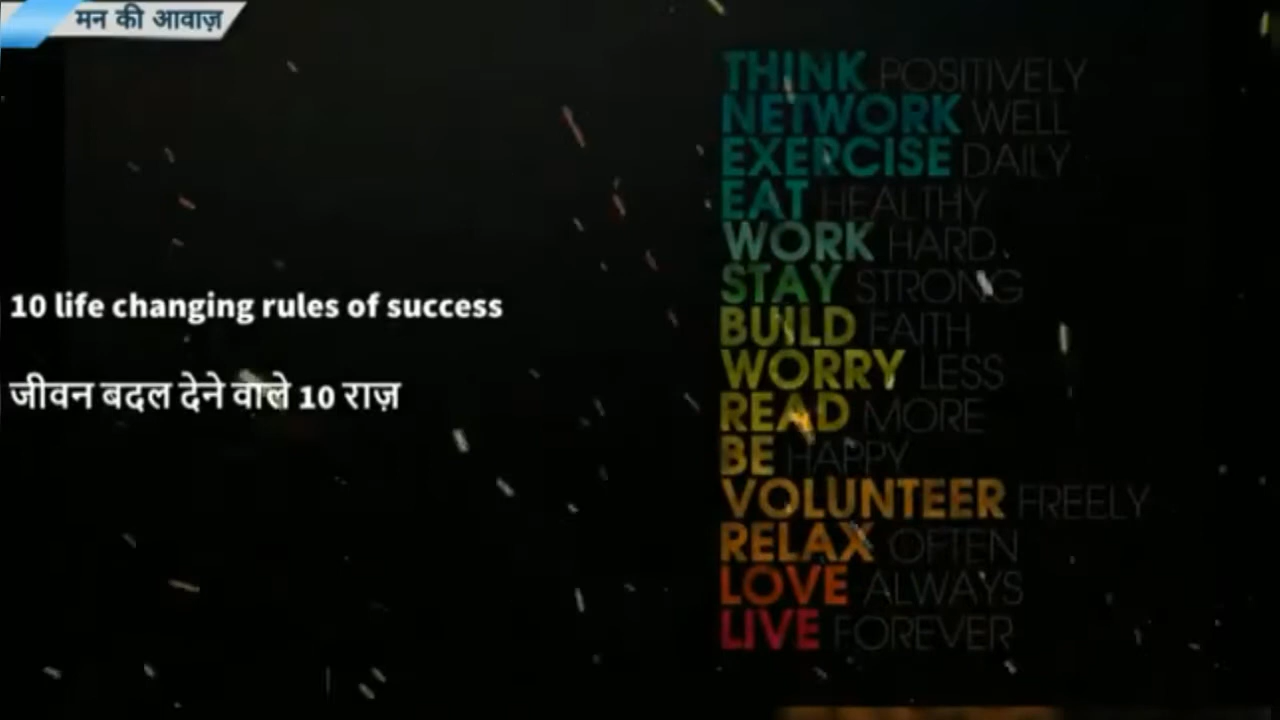 मन की आवाज़
10 life changing rules of success
जीवन बदल देने वाले 10 राज़
THINK POSITIVELY
NETWORK WELL
EXERCISE DAILY
EAT HEALTHY
WORK HARD
STAY STRONG
BUILD FAITH
WORRY LESS
READ MORE
BE HAPPY
VOLUNTEER FREELY
RELAX OFTEN
LOVE ALWAYS
LIVE FOREVER